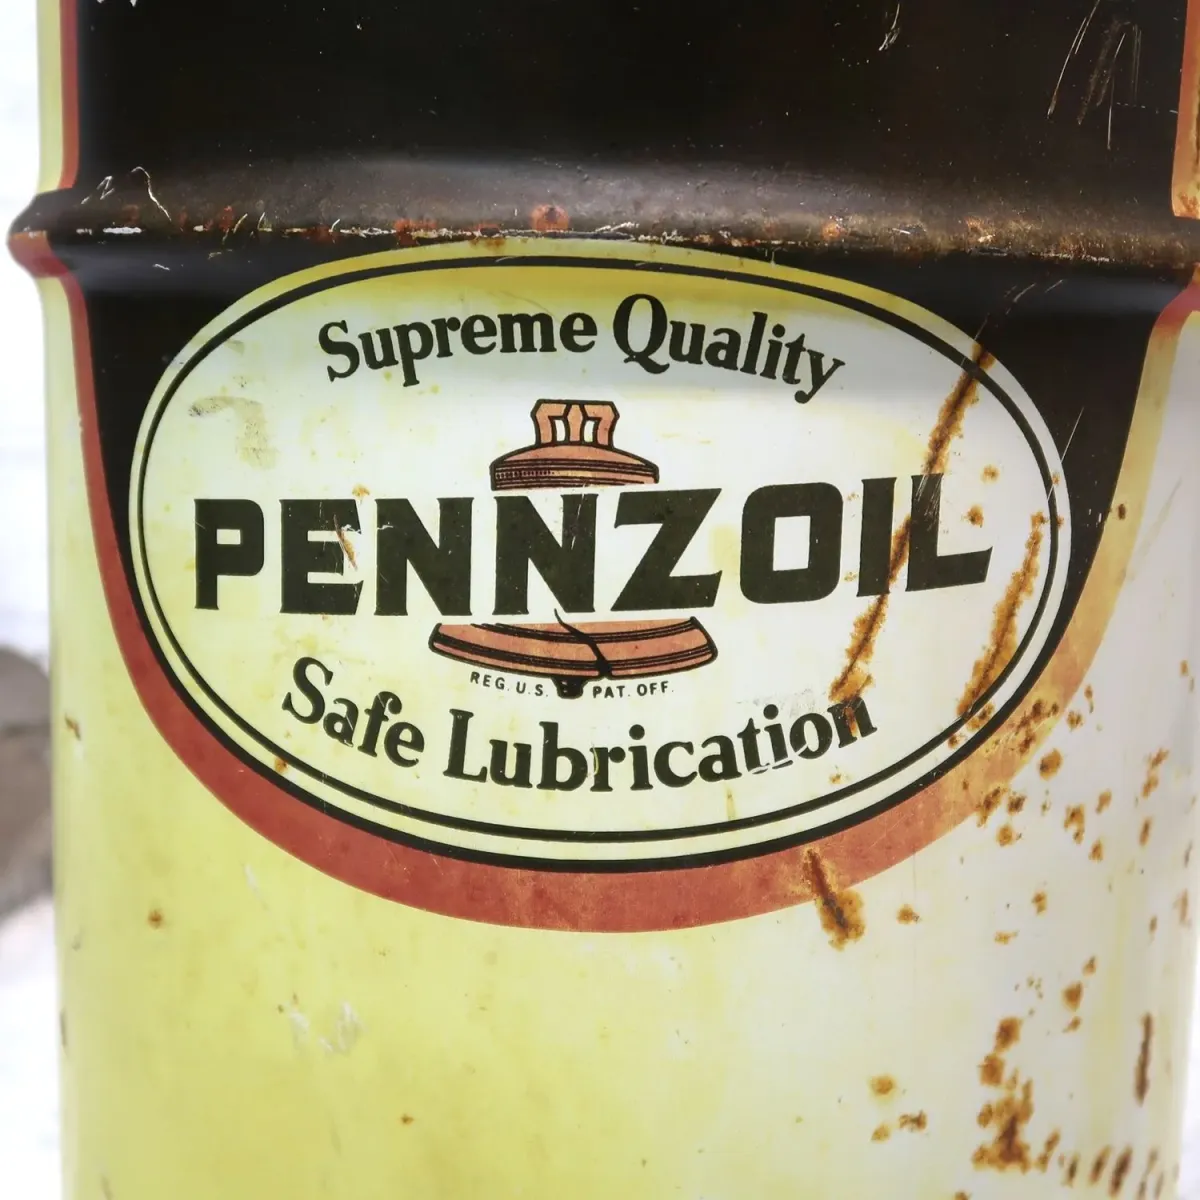 Supreme Quality
PENNZOIL
REG. U.S. PAT. OFF.
Safe Lubrication